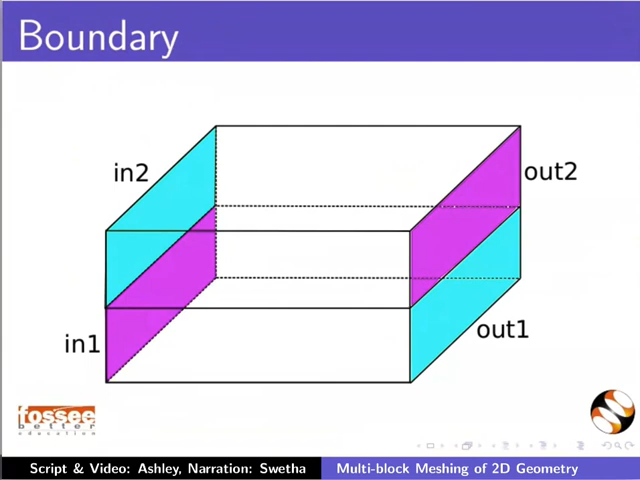 Boundary
in2
out2
in1
out1
fossee
better
education
Script & Video: Ashley, Narration: Swetha
Multi-block Meshing of 2D Geometry